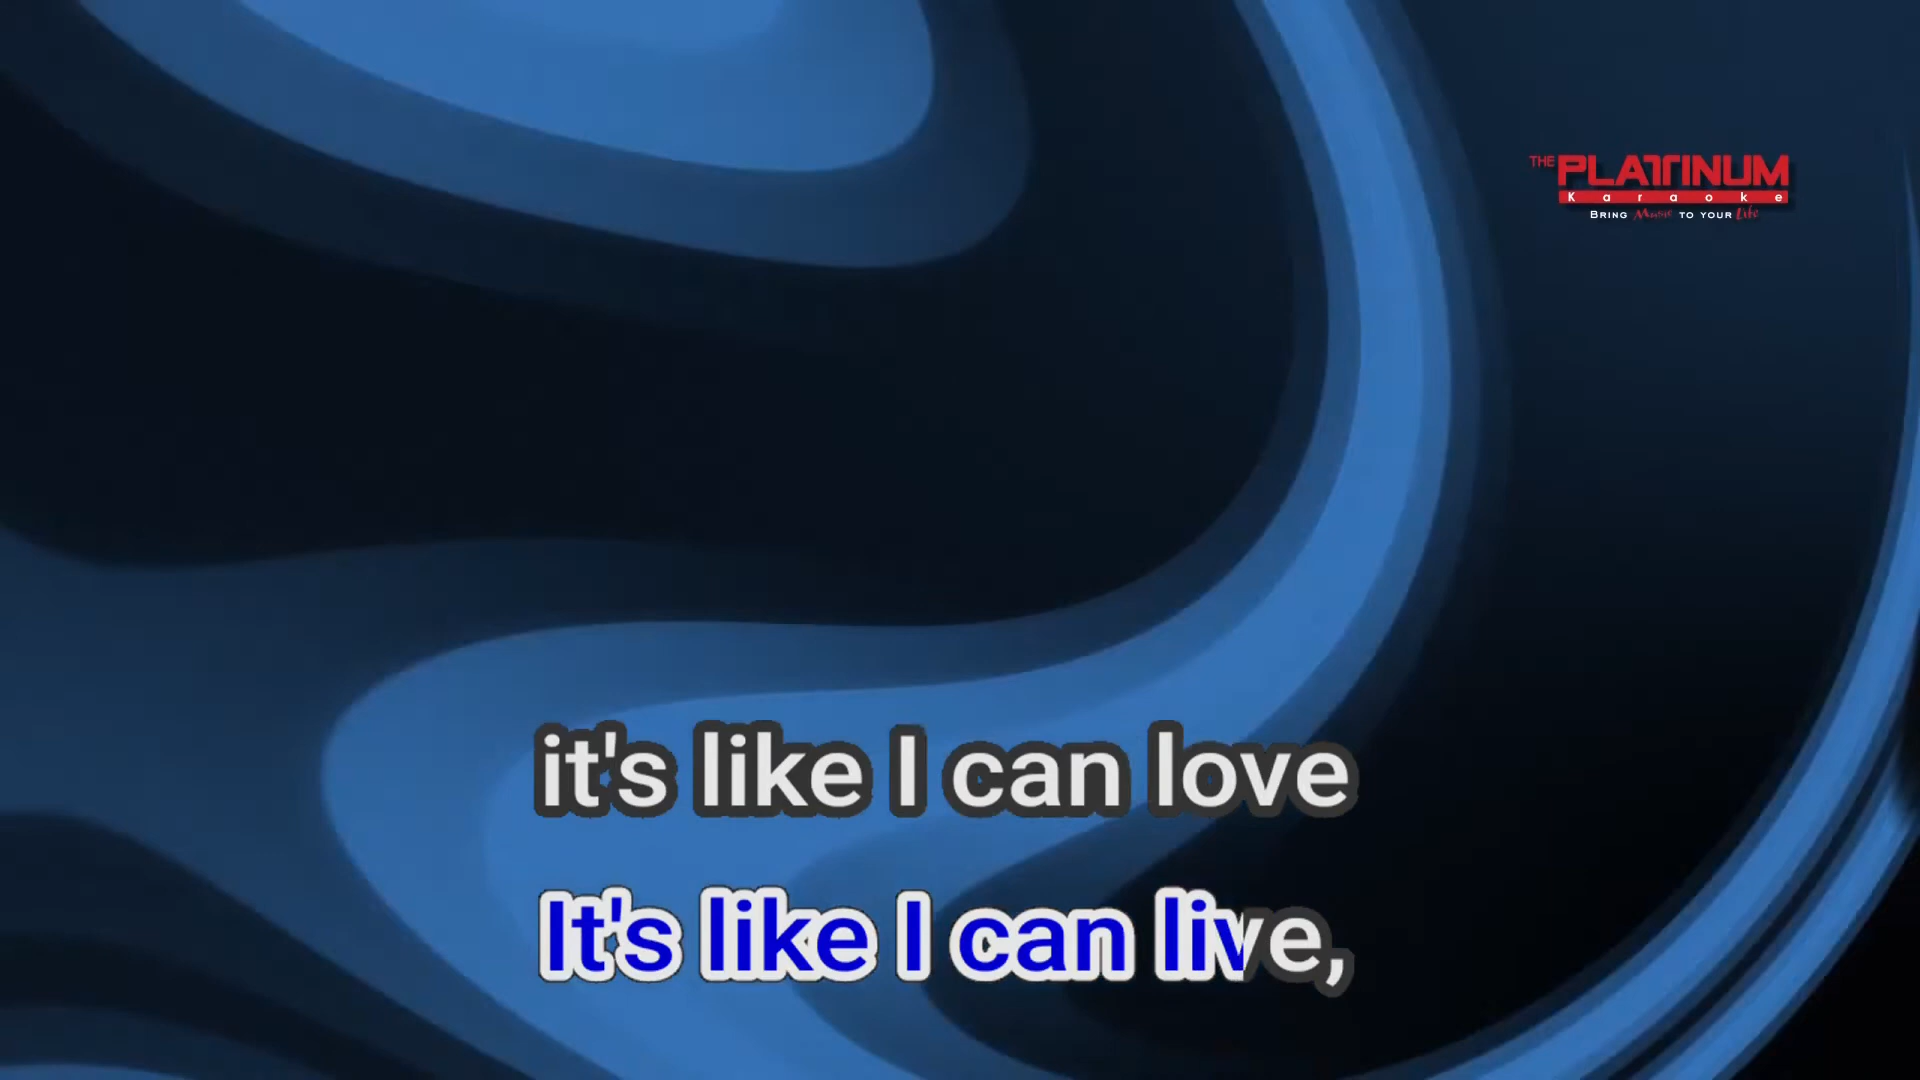 THE PLATINUM
Karaoke
BRING Music TO YOUR Life
it's like I can love
It's like I can live,